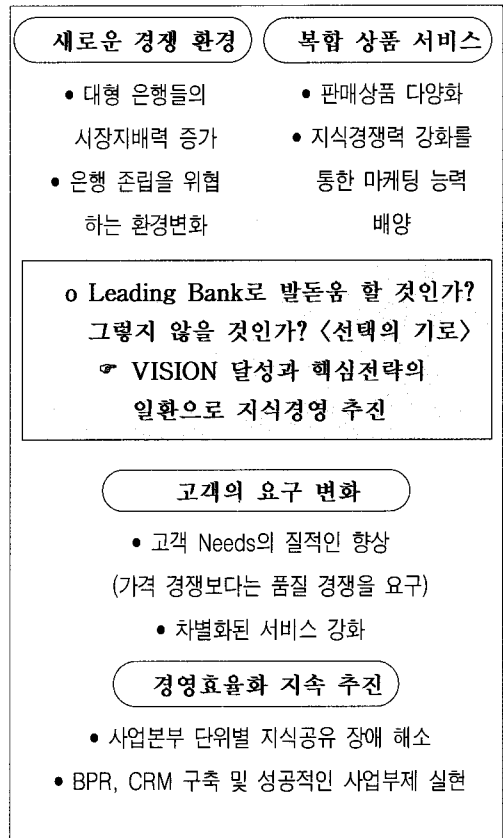 새로운 경쟁 환경
• 대형 은행들의
시장지배력 증가
• 은행 존립을 위협
하는 환경변화
복합 상품 서비스
• 판매상품 다양화
• 지식경쟁력 강화를
통한 마케팅 능력
배양
o Leading Bank로 발돋움 할 것인가?
그렇지 않을 것인가? <선택의 기로>
☞ VISION 달성과 핵심전략의
일환으로 지식경영 추진
고객의 요구 변화
• 고객 Needs의 질적인 향상
(가격 경쟁보다는 품질 경쟁을 요구)
• 차별화된 서비스 강화
경영효율화 지속 추진
• 사업본부 단위별 지식공유 장애 해소
• BPR, CRM 구축 및 성공적인 사업부제 실현